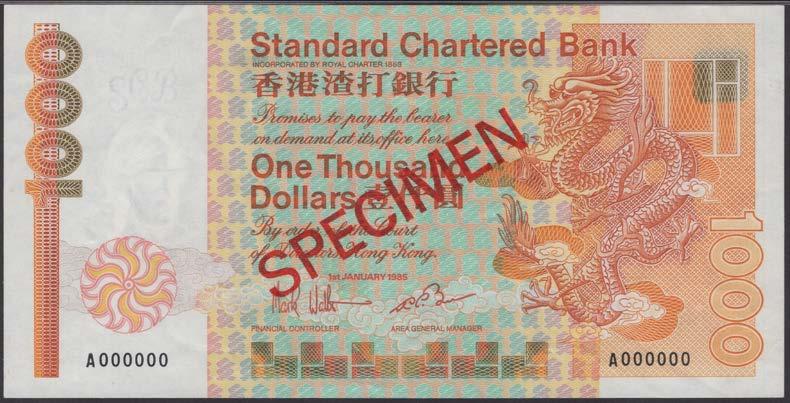 1000
Standard Chartered Bank
INCORPORATED BY ROYAL CHARTER 1853
香港渣打銀行
Promises to pay the bearer
on demand at its office here
One Thousand
Dollars 圓
By order of the Court
of Directors, Hong Kong.
1st JANUARY 1985
SPECIMEN
FINANCIAL CONTROLLER
AREA GENERAL MANAGER
A000000
A000000
1000